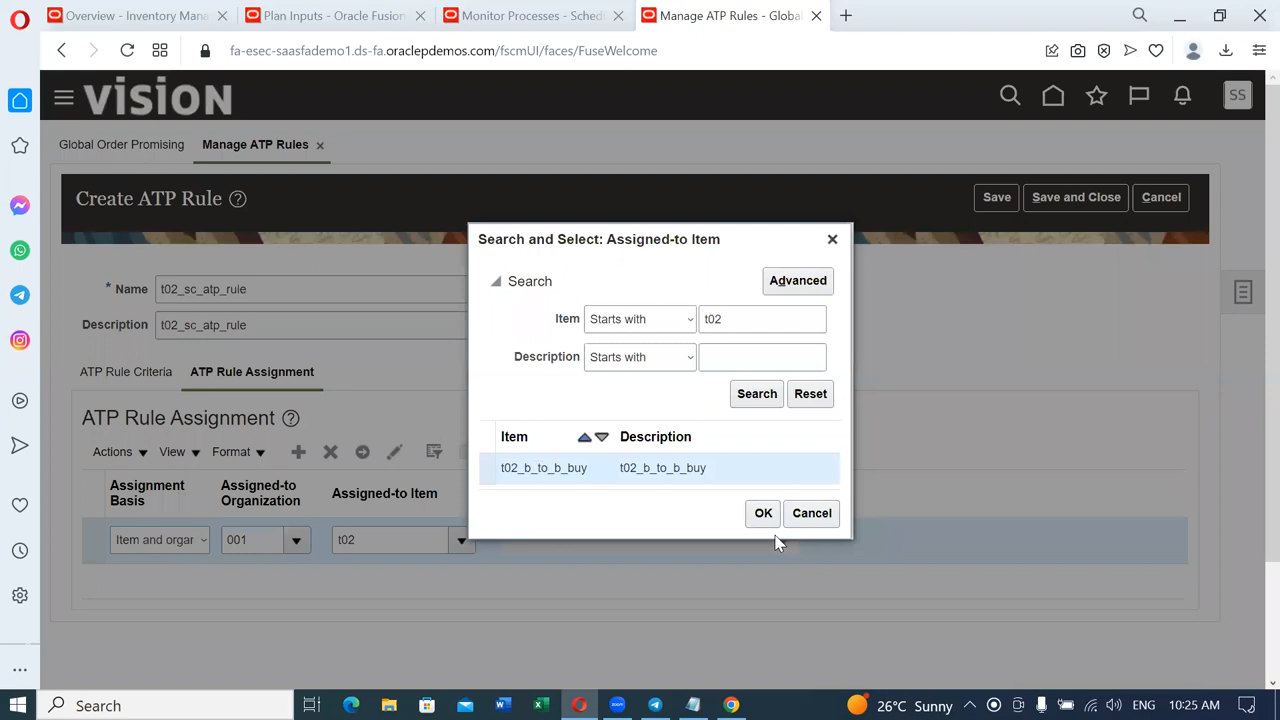 Overview - Inventory Mana
Plan Inputs - Oracle Fusion
Monitor Processes - Sched
Manage ATP Rules - Global
fa-esec-saasfademo1.ds-fa.oraclepdemos.com/fscmUI/faces/FuseWelcome
VISION
SS
Global Order Promising
Manage ATP Rules
Create ATP Rule
Save
Save and Close
Cancel
* Name t02_sc_atp_rule
Description t02_sc_atp_rule
ATP Rule Criteria
ATP Rule Assignment
ATP Rule Assignment
Actions
View
Format
Assignment Basis
Assigned-to Organization
Assigned-to Item
Item and organ
001
t02
Search and Select: Assigned-to Item
Search
Advanced
Item Starts with t02
Description Starts with
Search
Reset
Item
Description
t02_b_to_b_buy
t02_b_to_b_buy
OK
Cancel
Search
26°C Sunny
ENG
10:25 AM